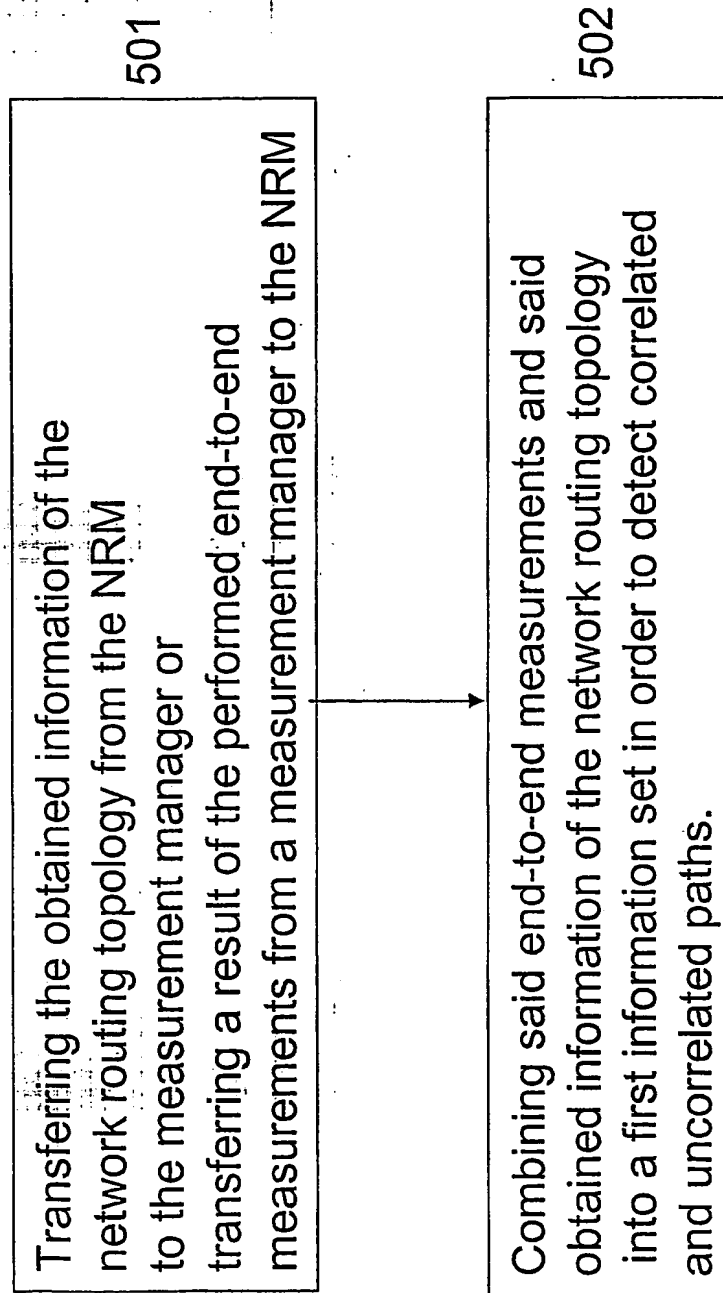 Transferring the obtained information of the
network routing topology from the NRM
to the measurement manager or
transferring a result of the performed end-to-end
measurements from a measurement manager to the NRM
501
Combining said end-to-end measurements and said
obtained information of the network routing topology
into a first information set in order to detect correlated
and uncorrelated paths.
502